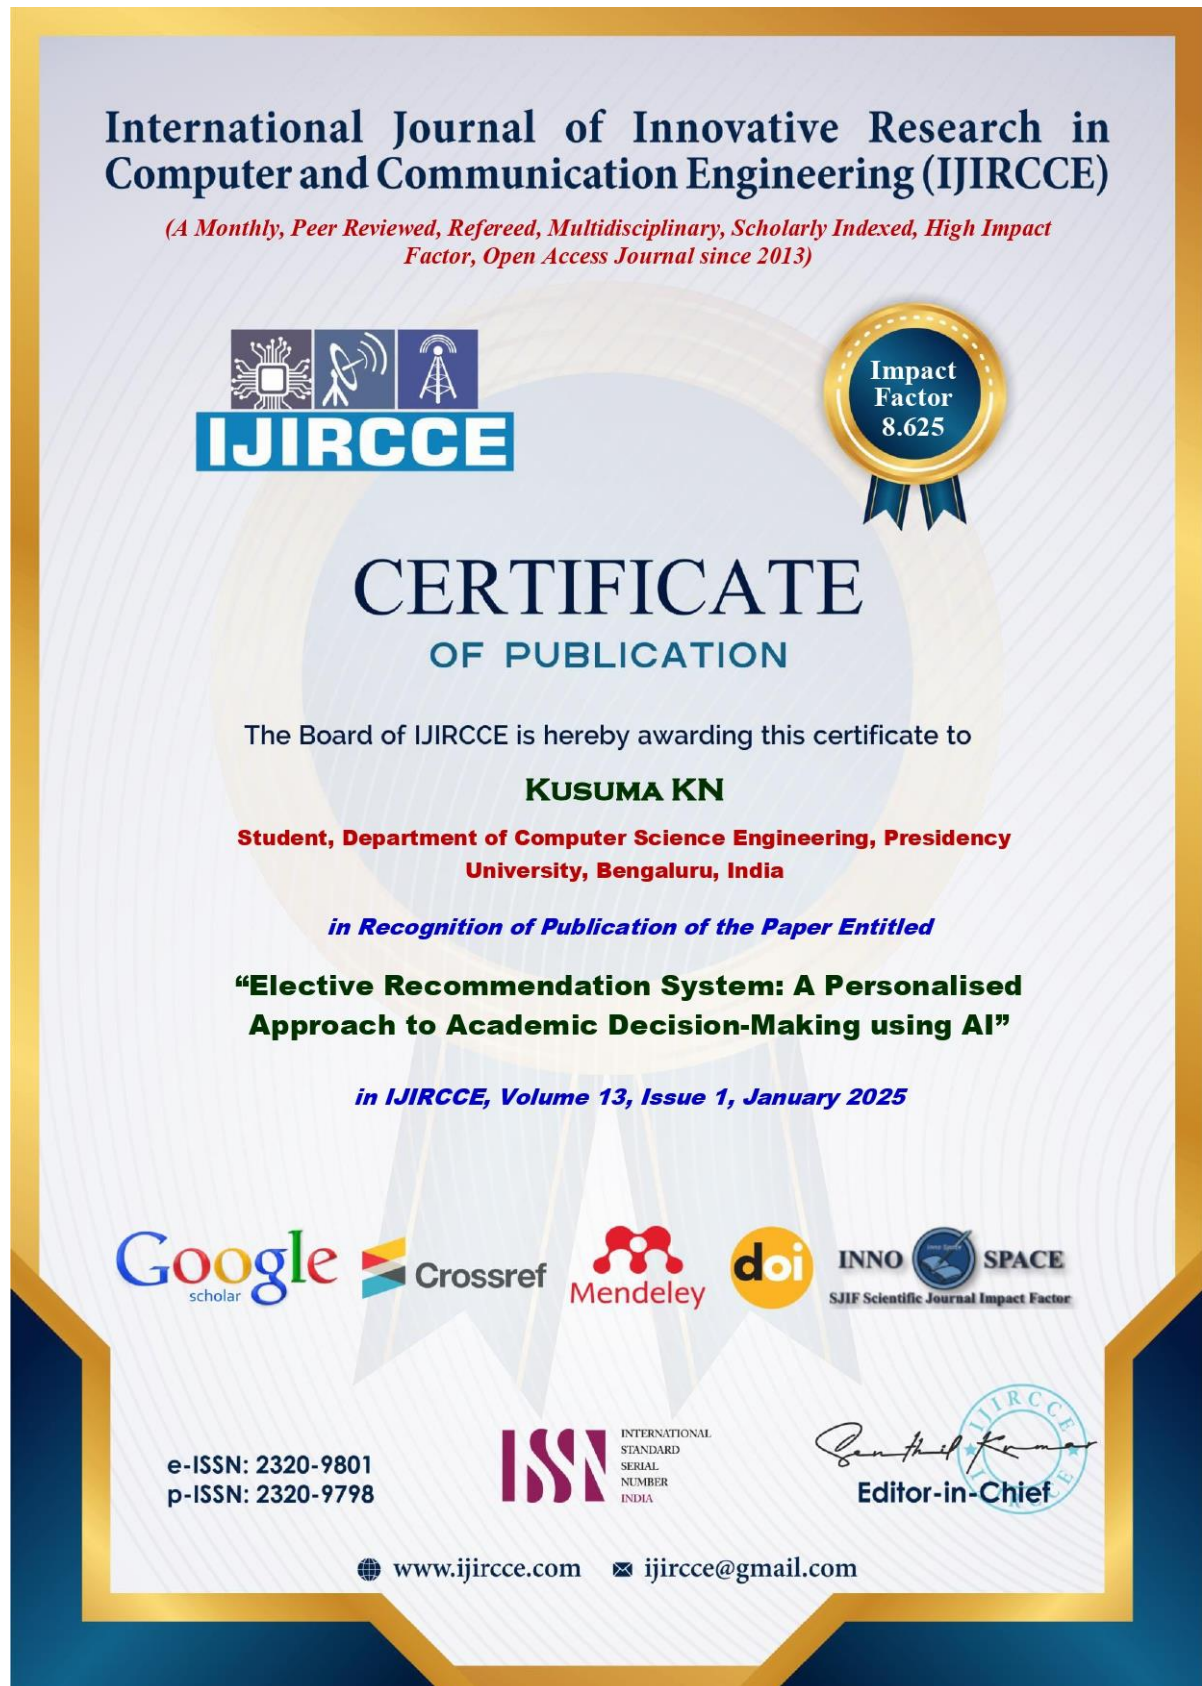 International Journal of Innovative Research in
Computer and Communication Engineering (IJIRCCE)
(A Monthly, Peer Reviewed, Refereed, Multidisciplinary, Scholarly Indexed, High Impact
Factor, Open Access Journal since 2013)
IJIRCCE
Impact
Factor
8.625
CERTIFICATE
OF PUBLICATION
The Board of IJIRCCE is hereby awarding this certificate to
KUSUMA KN
Student, Department of Computer Science Engineering, Presidency
University, Bengaluru, India
in Recognition of Publication of the Paper Entitled
“Elective Recommendation System: A Personalised
Approach to Academic Decision-Making using AI”
in IJIRCCE, Volume 13, Issue 1, January 2025
Google
scholar
Crossref
Mendeley
doi
INNO SPACE
Inno Space
SJIF Scientific Journal Impact Factor
e-ISSN: 2320-9801
p-ISSN: 2320-9798
ISSN
INTERNATIONAL
STANDARD
SERIAL
NUMBER
INDIA
Senthil Kumar
IJIRCCE
IJIRCCE
Editor-in-Chief
www.ijircce.com ijircce@gmail.com